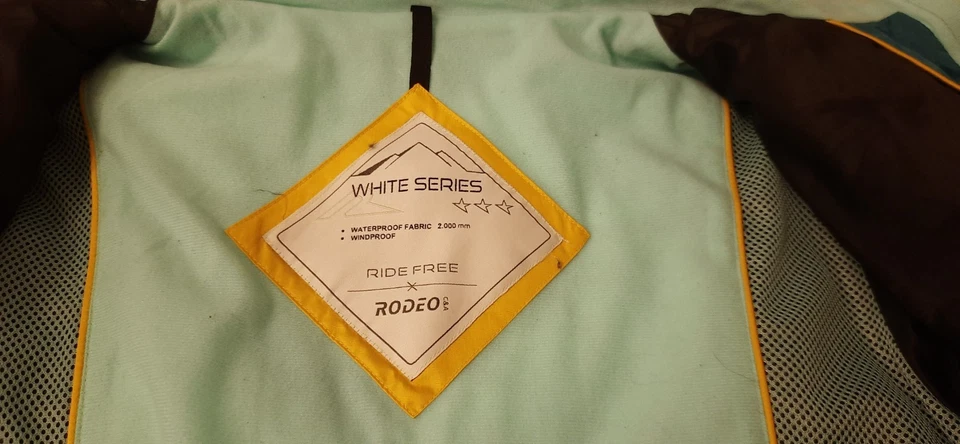 WHITE SERIES
• WATERPROOF FABRIC 2.000 mm
• WINDPROOF
RIDE FREE
RODEO C&A